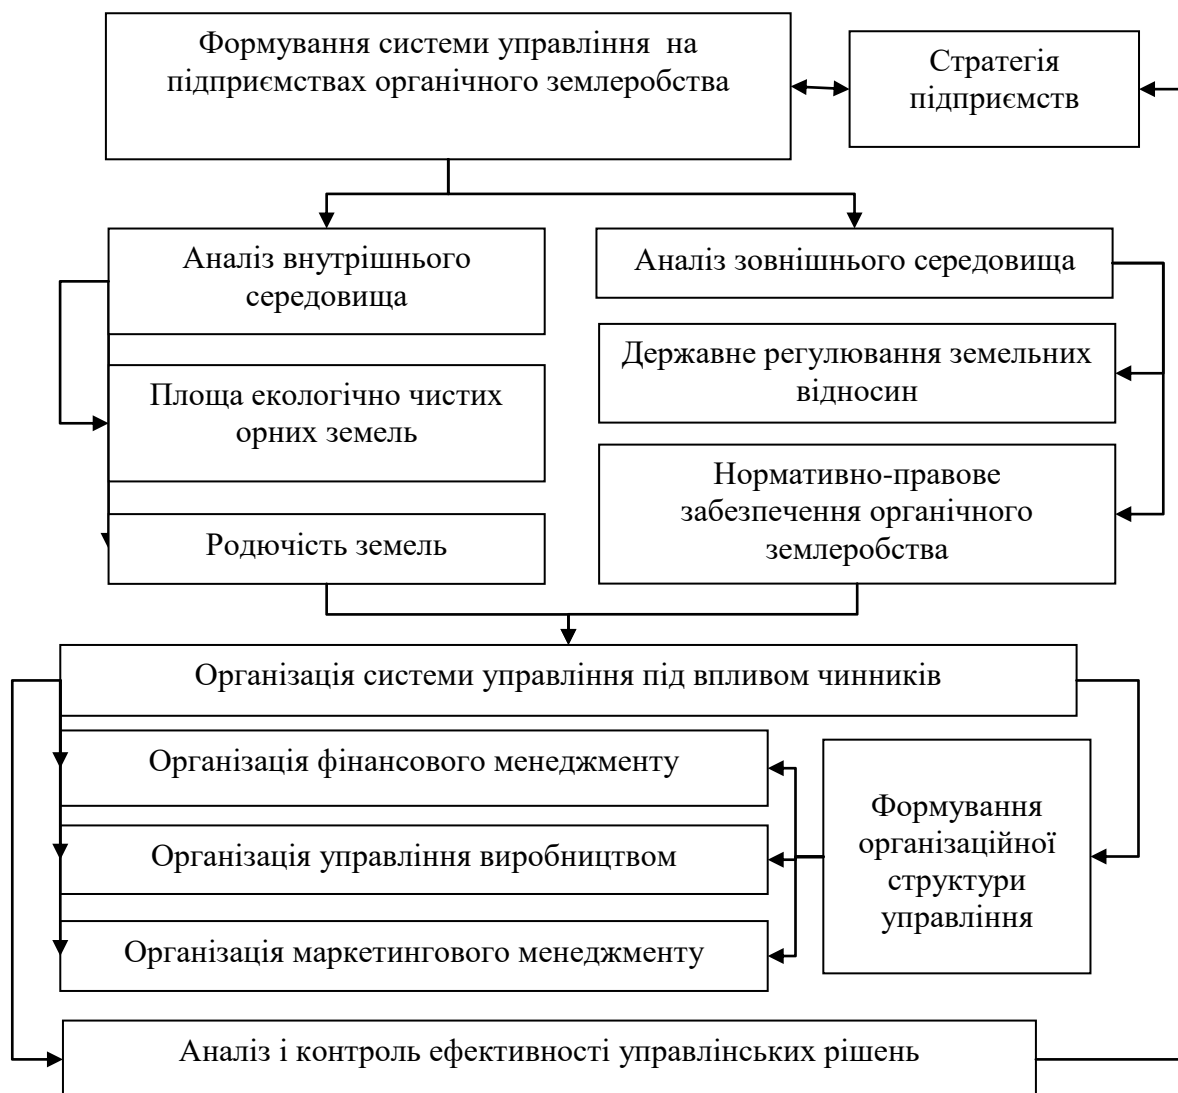 Формування системи управління на
підприємствах органічного землеробства
Стратегія
підприємств
Аналіз внутрішнього
середовища
Аналіз зовнішнього середовища
Державне регулювання земельних
відносин
Площа екологічно чистих
орних земель
Нормативно-правове
забезпечення органічного
землеробства
Родючість земель
Організація системи управління під впливом чинників
Організація фінансового менеджменту
Організація управління виробництвом
Організація маркетингового менеджменту
Формування
організаційної
структури
управління
Аналіз і контроль ефективності управлінських рішень